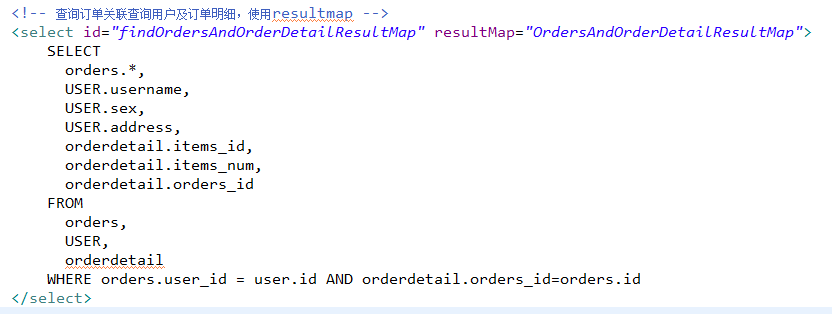 <!-- 查询订单关联查询用户及订单明细，使用resultmap -->
<select id="findOrdersAndOrderDetailResultMap" resultMap="OrdersAndOrderDetailResultMap">
SELECT
orders.*,
USER.username,
USER.sex,
USER.address,
orderdetail.items_id,
orderdetail.items_num,
orderdetail.orders_id
FROM
orders,
USER,
orderdetail
WHERE orders.user_id = user.id AND orderdetail.orders_id=orders.id
</select>